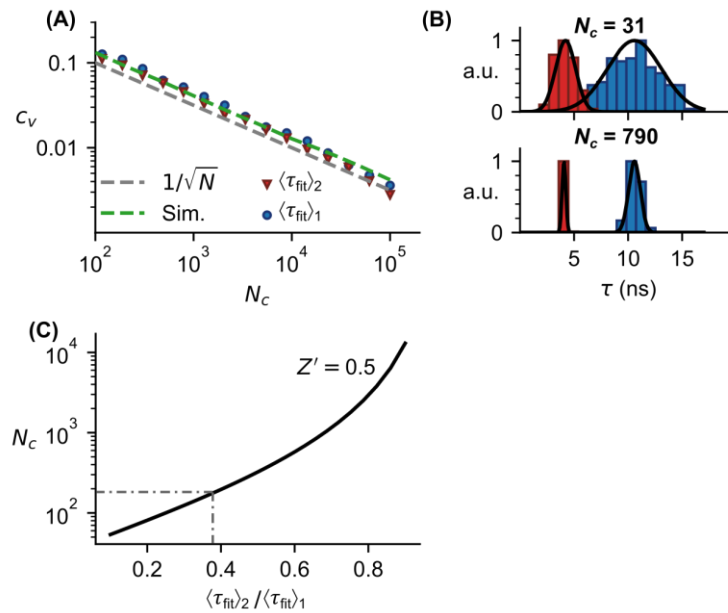 (A)
c_v
0.1
0.01
1/√N
Sim.
⟨τ_fit⟩_2
⟨τ_fit⟩_1
10^2
10^3
10^4
10^5
N_c
(B)
N_c = 31
1
a.u.
0
N_c = 790
1
a.u.
0
5
10
15
τ (ns)
(C)
10^4
10^3
10^2
N_c
Z′ = 0.5
0.2
0.4
0.6
0.8
⟨τ_fit⟩_2/⟨τ_fit⟩_1